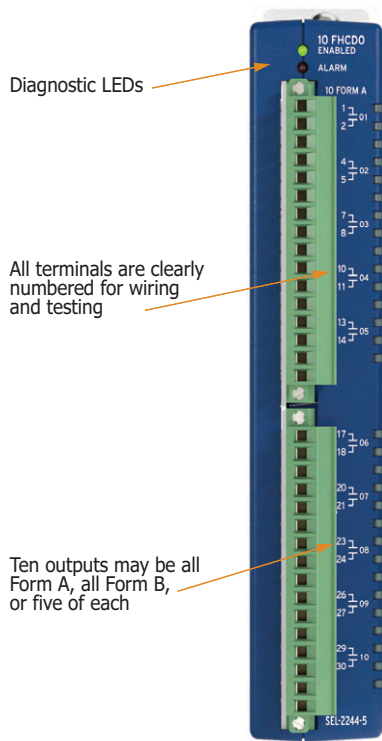 10 FHCDO
ENABLED
Diagnostic LEDs
ALARM
10 FORM A
1
2
01
4
5
02
7
8
03
All terminals are clearly
numbered for wiring
and testing
10
11
04
13
14
05
17
18
06
20
21
07
23
24
08
Ten outputs may be all
Form A, all Form B,
or five of each
26
27
09
29
30
10
SEL-2244-5